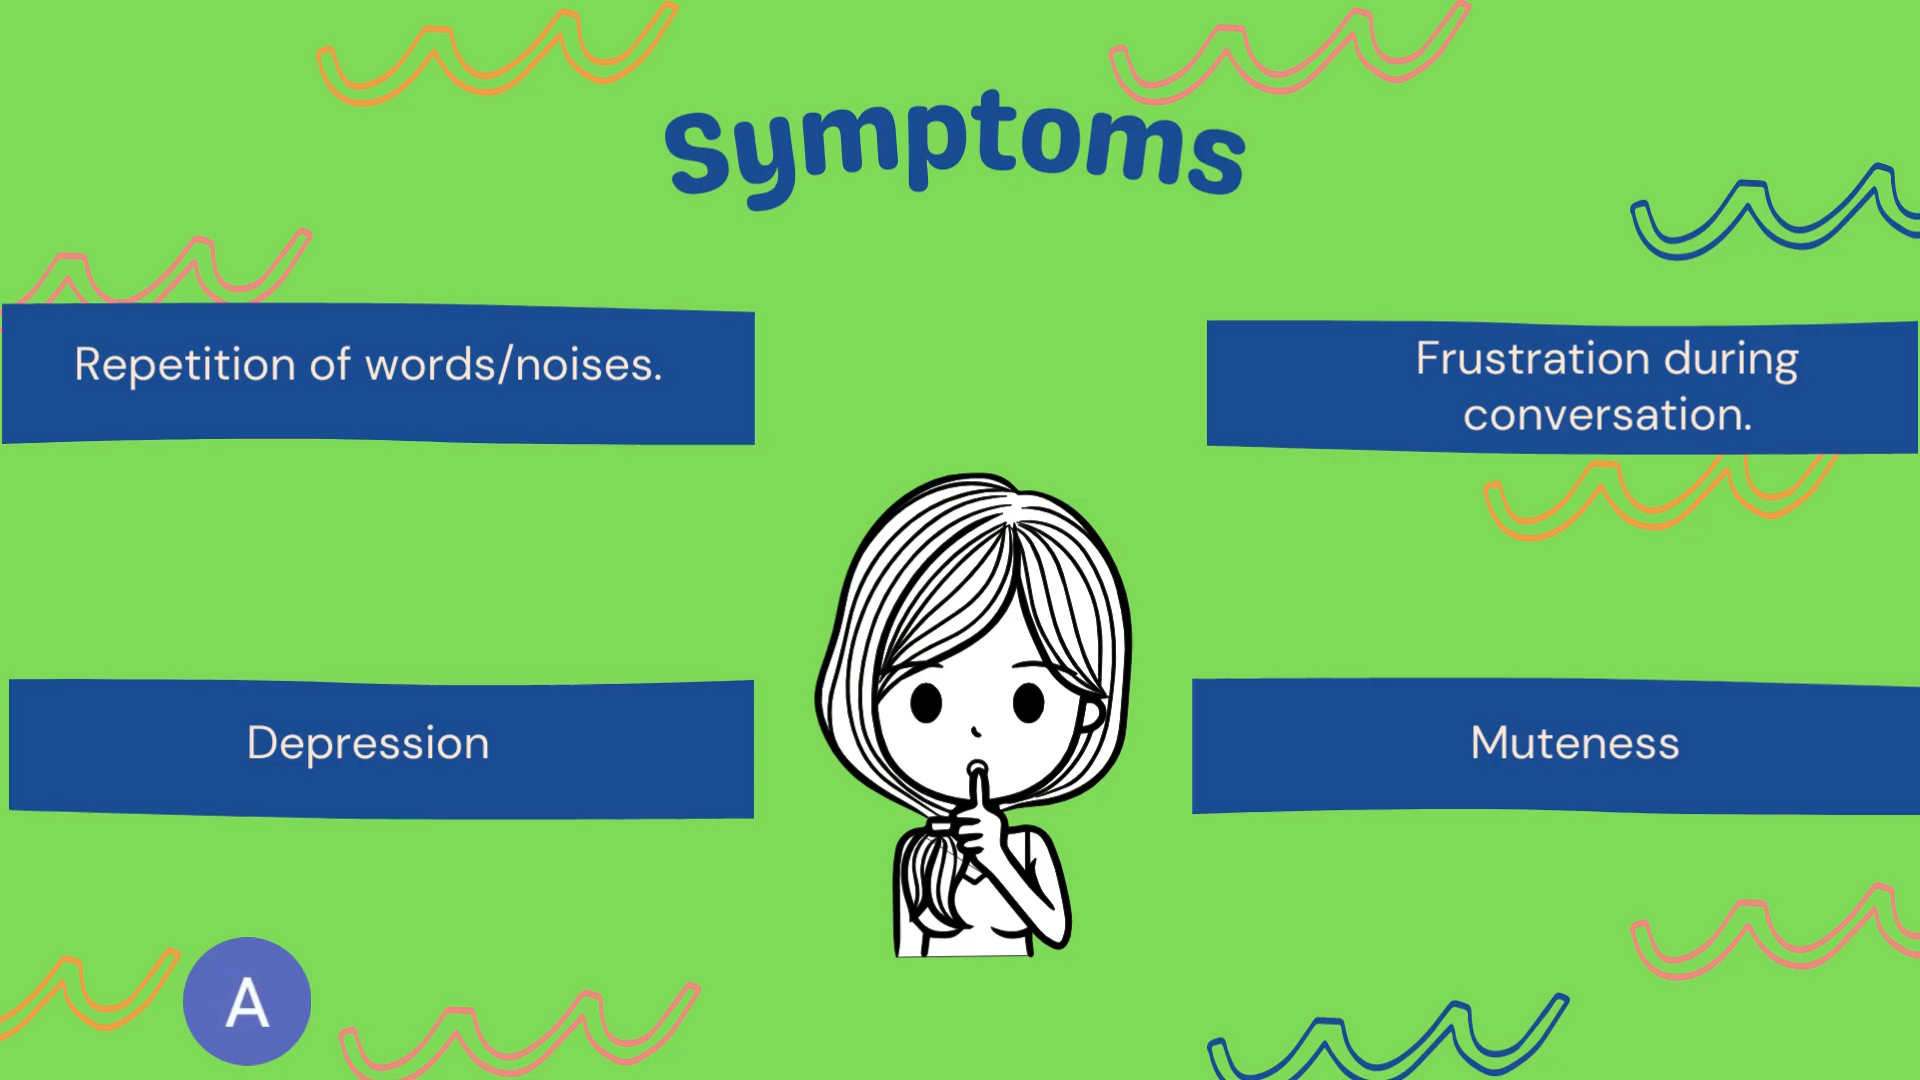 Symptoms
Repetition of words/noises.
Frustration during
conversation.
Depression
Muteness
A